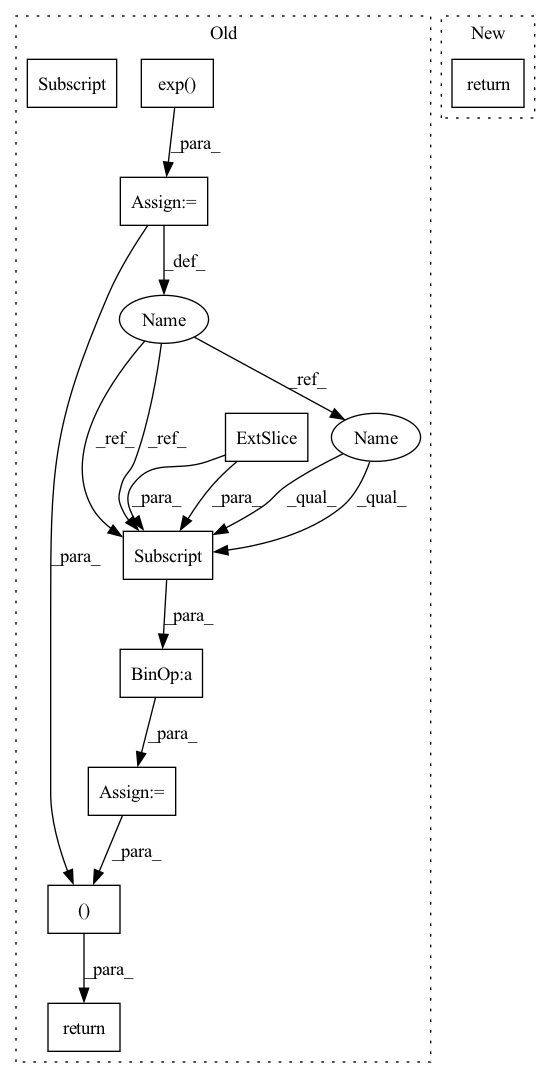 Old
New
Subscript
exp()
return
_para_
Assign:=
_def_
Name
_ref_
ExtSlice
Name
_ref_
_ref_
_para_
_para_
_qual_
_qual_
_para_
Subscript
_para_
BinOp:a
_para_
Assign:=
_para_
()
_para_
return